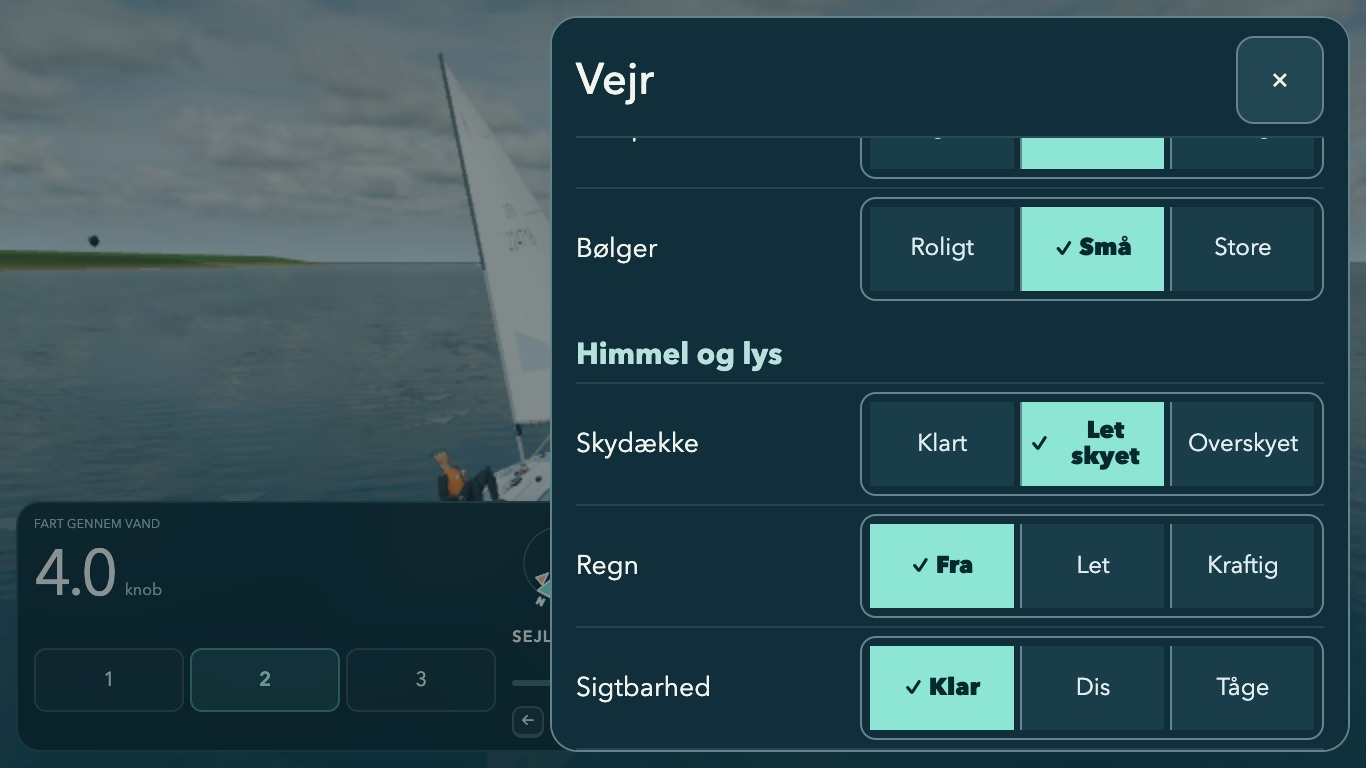 Vejr
×
Bølger
Roligt
✓ Små
Store
Himmel og lys
Skydække
Klart
✓ Let
skyet
Overskyet
Regn
✓ Fra
Let
Kraftig
Sigtbarhed
✓ Klar
Dis
Tåge
FART GENNEM VAND
4.0 knob
N
SEJL
1
2
3
←